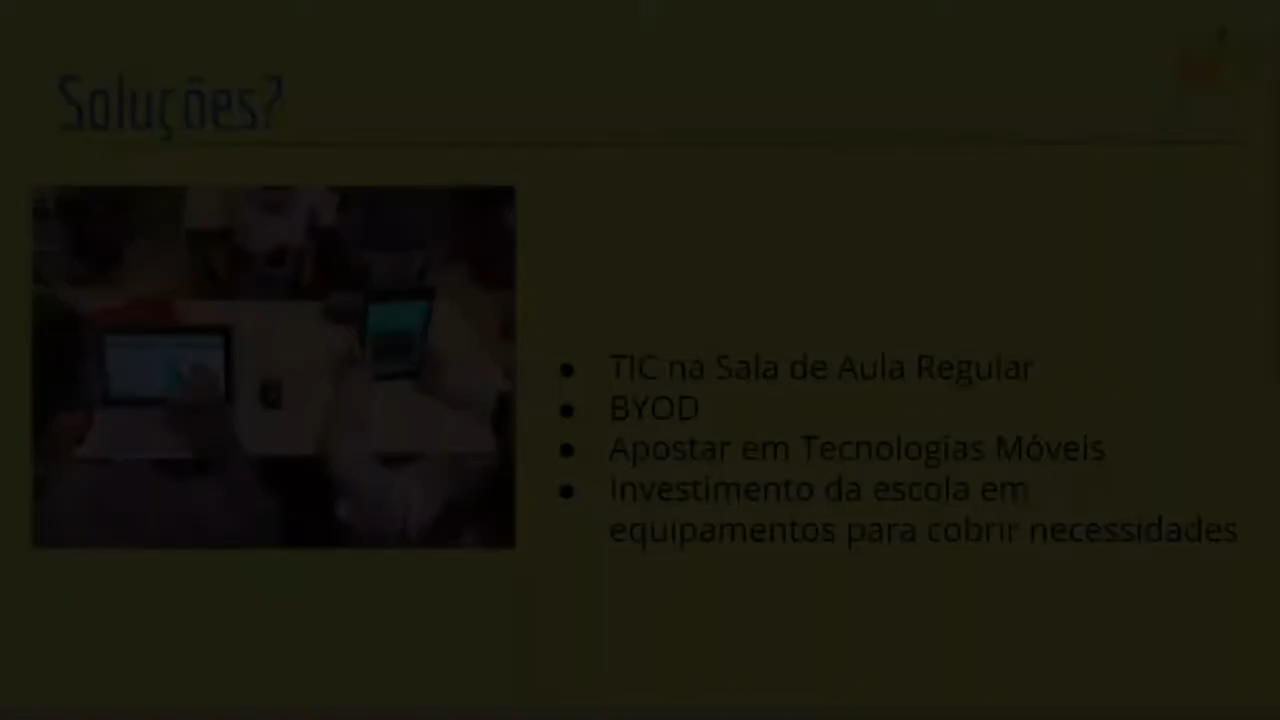 Soluções?
● TIC na Sala de Aula Regular
● BYOD
● Apostar em Tecnologias Móveis
● Investimento da escola em
equipamentos para cobrir necessidades